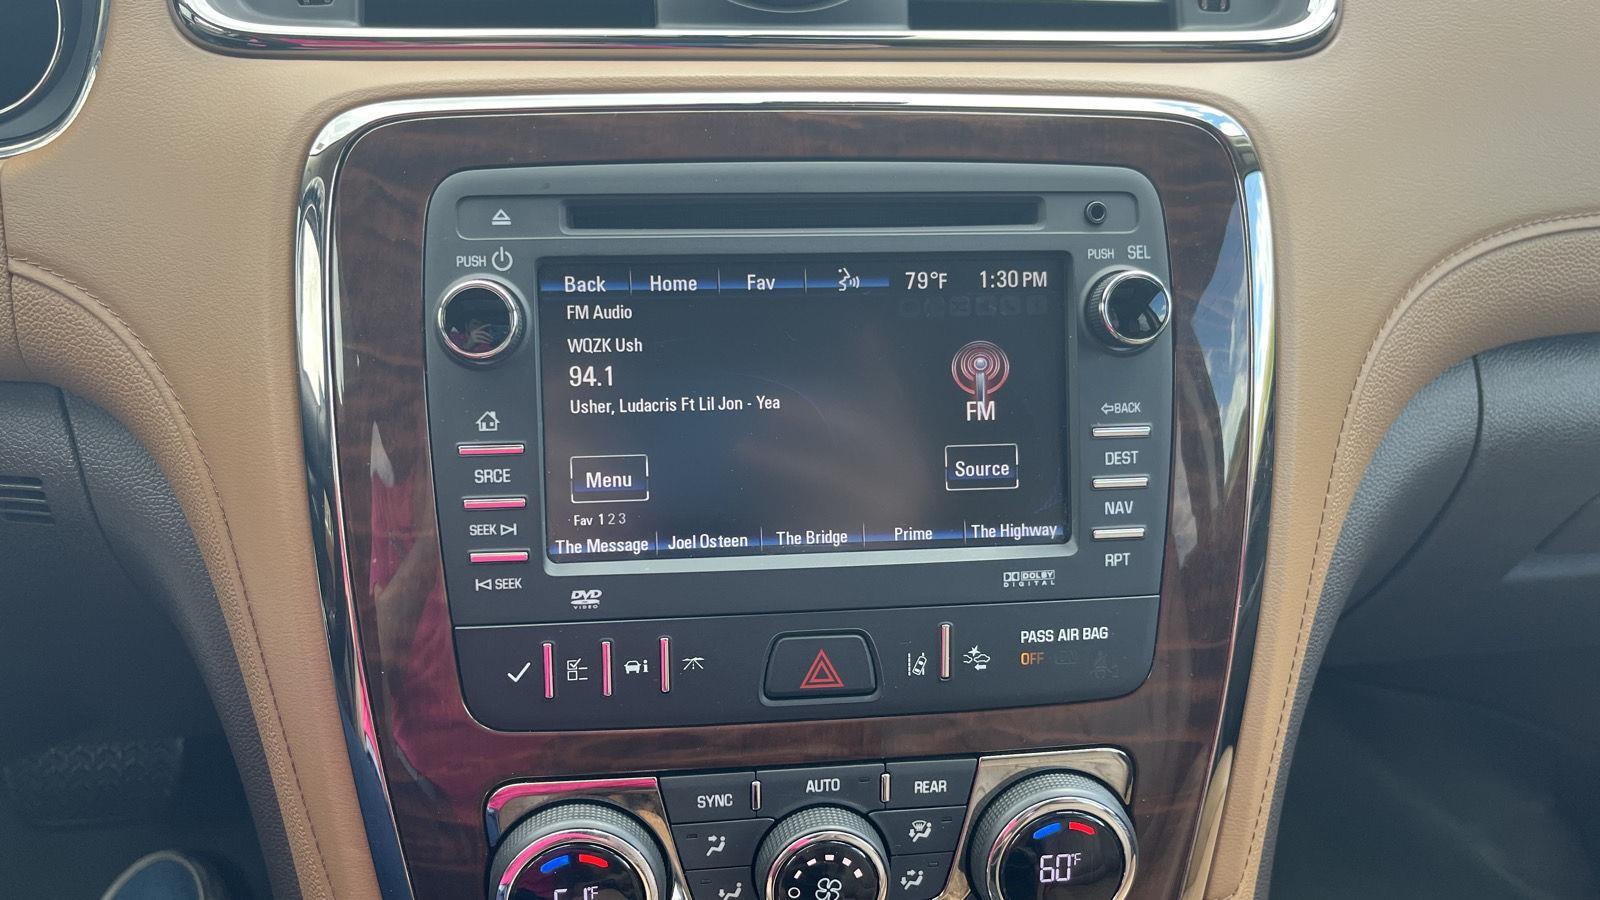 PUSH
PUSH SEL
Back Home Fav 79°F 1:30 PM
FM Audio
WQZK Ush
94.1
Usher, Ludacris Ft Lil Jon - Yea
FM
Menu
Source
Fav 1 2 3
The Message Joel Osteen The Bridge Prime The Highway
SRCE
SEEK
SEEK
BACK
DEST
NAV
RPT
DVD
VIDEO
DOLBY
DIGITAL
PASS AIR BAG
OFF
SYNC AUTO REAR
60°F